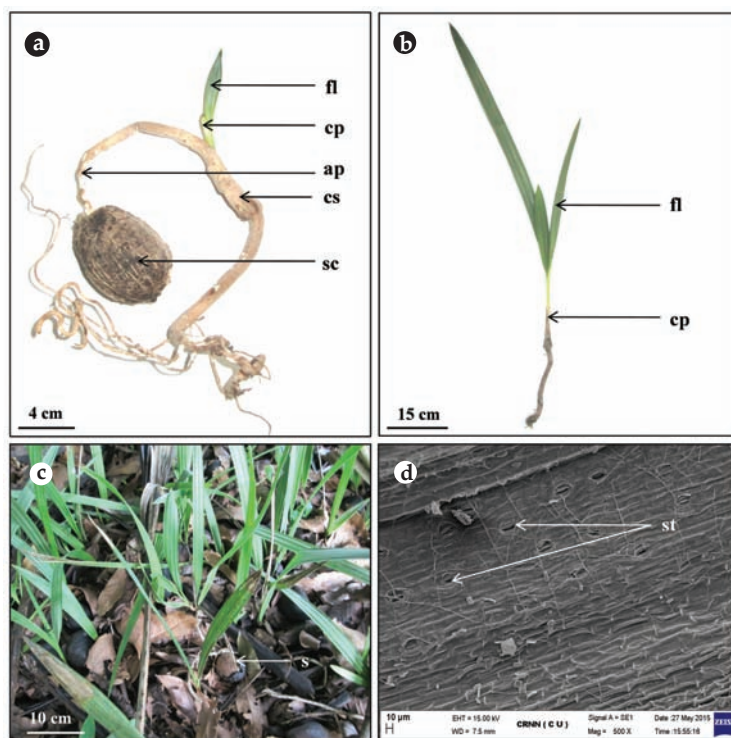 a
fl
cp
ap
cs
sc
4 cm
b
fl
cp
15 cm
c
s
10 cm
d
st
10 µm
EHT = 15.00 kV
Signal A = SE1
Date :27 May 2015
WD = 7.5 mm
CRNN ( C U )
Mag = 500 X
Time :15:55:16
ZEISS
H